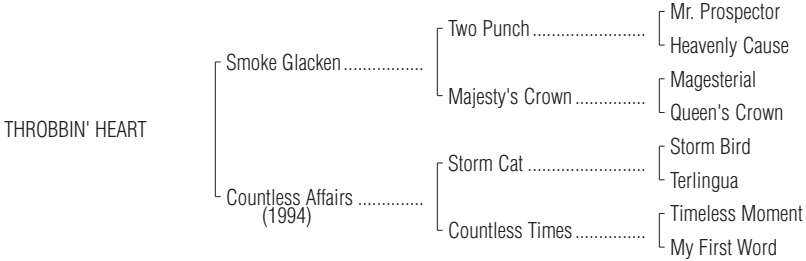 Mr. Prospector
Two Punch ........................
Heavenly Cause
Smoke Glacken .................
Magesterial
Majesty's Crown ...............
Queen's Crown
THROBBIN' HEART
Storm Bird
Storm Cat .........................
Terlingua
Countless Affairs ..............
(1994)
Timeless Moment
Countless Times ...............
My First Word